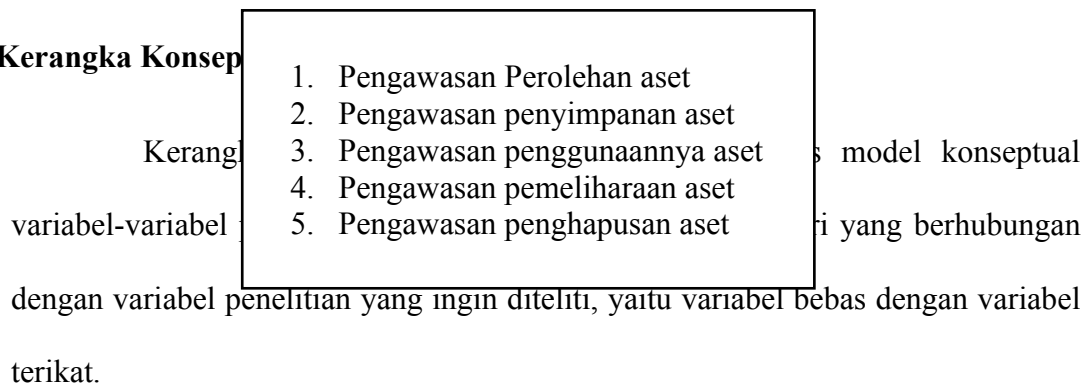 Kerangka Konsep
1. Pengawasan Perolehan aset
2. Pengawasan penyimpanan aset
3. Pengawasan penggunaannya aset
4. Pengawasan pemeliharaan aset
5. Pengawasan penghapusan aset
model konseptual
variabel-variabel yang berhubungan
dengan variabel penelitian yang ingin diteliti, yaitu variabel bebas dengan variabel
terikat.